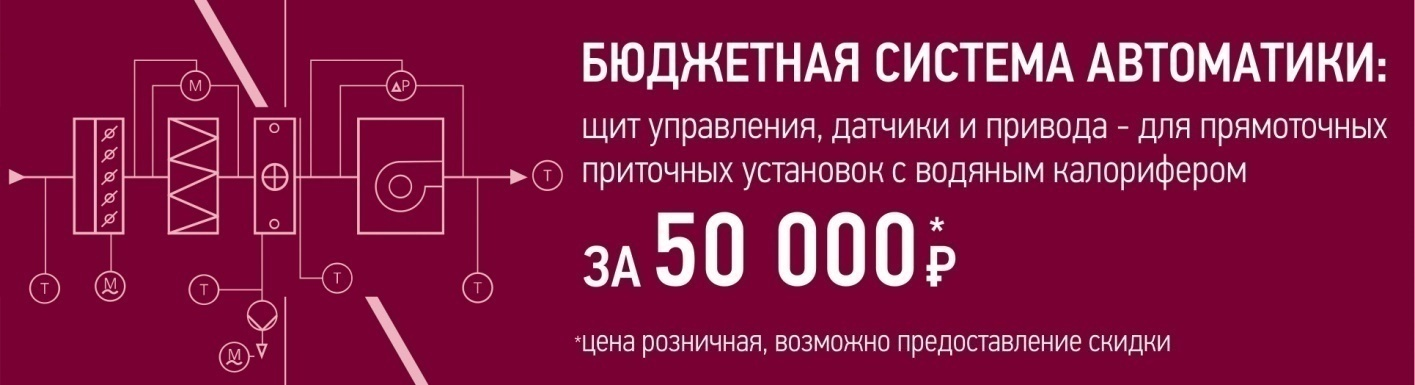 М
ΔP
БЮДЖЕТНАЯ СИСТЕМА АВТОМАТИКИ:
щит управления, датчики и привода - для прямоточных
приточных установок с водяным калорифером
Т
ЗА 50 000*₽
Т
М
Т
Т
Т
М
*цена розничная, возможно предоставление скидки